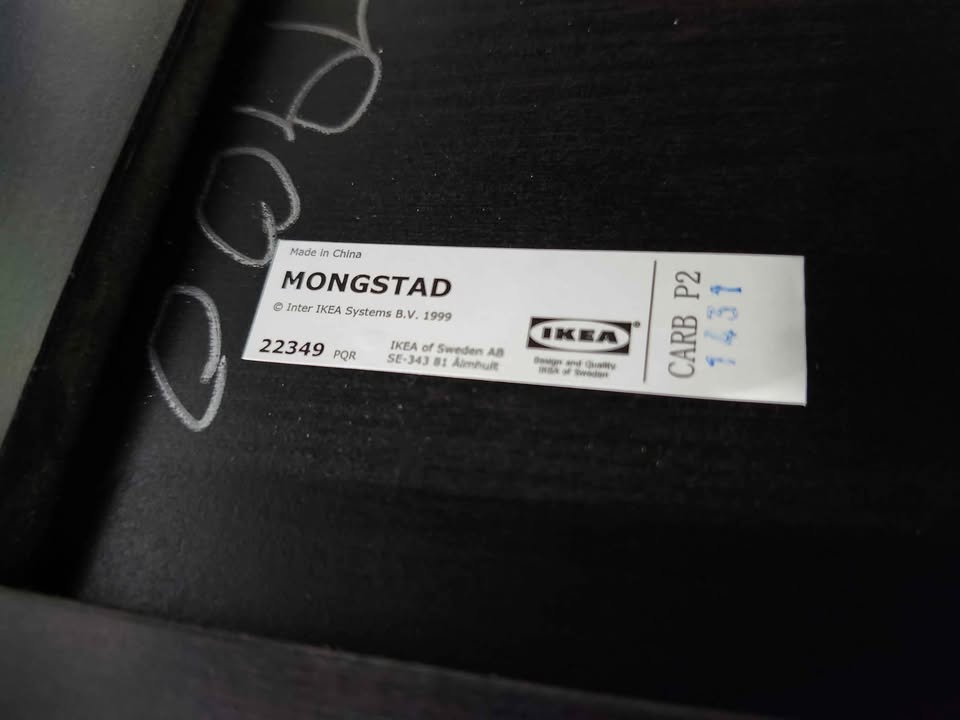 Made in China
MONGSTAD
© Inter IKEA Systems B.V. 1999
22349 PQR
IKEA of Sweden AB
SE-343 81 Älmhult
IKEA®
Design and Quality
IKEA of Sweden
CARB P2
1431